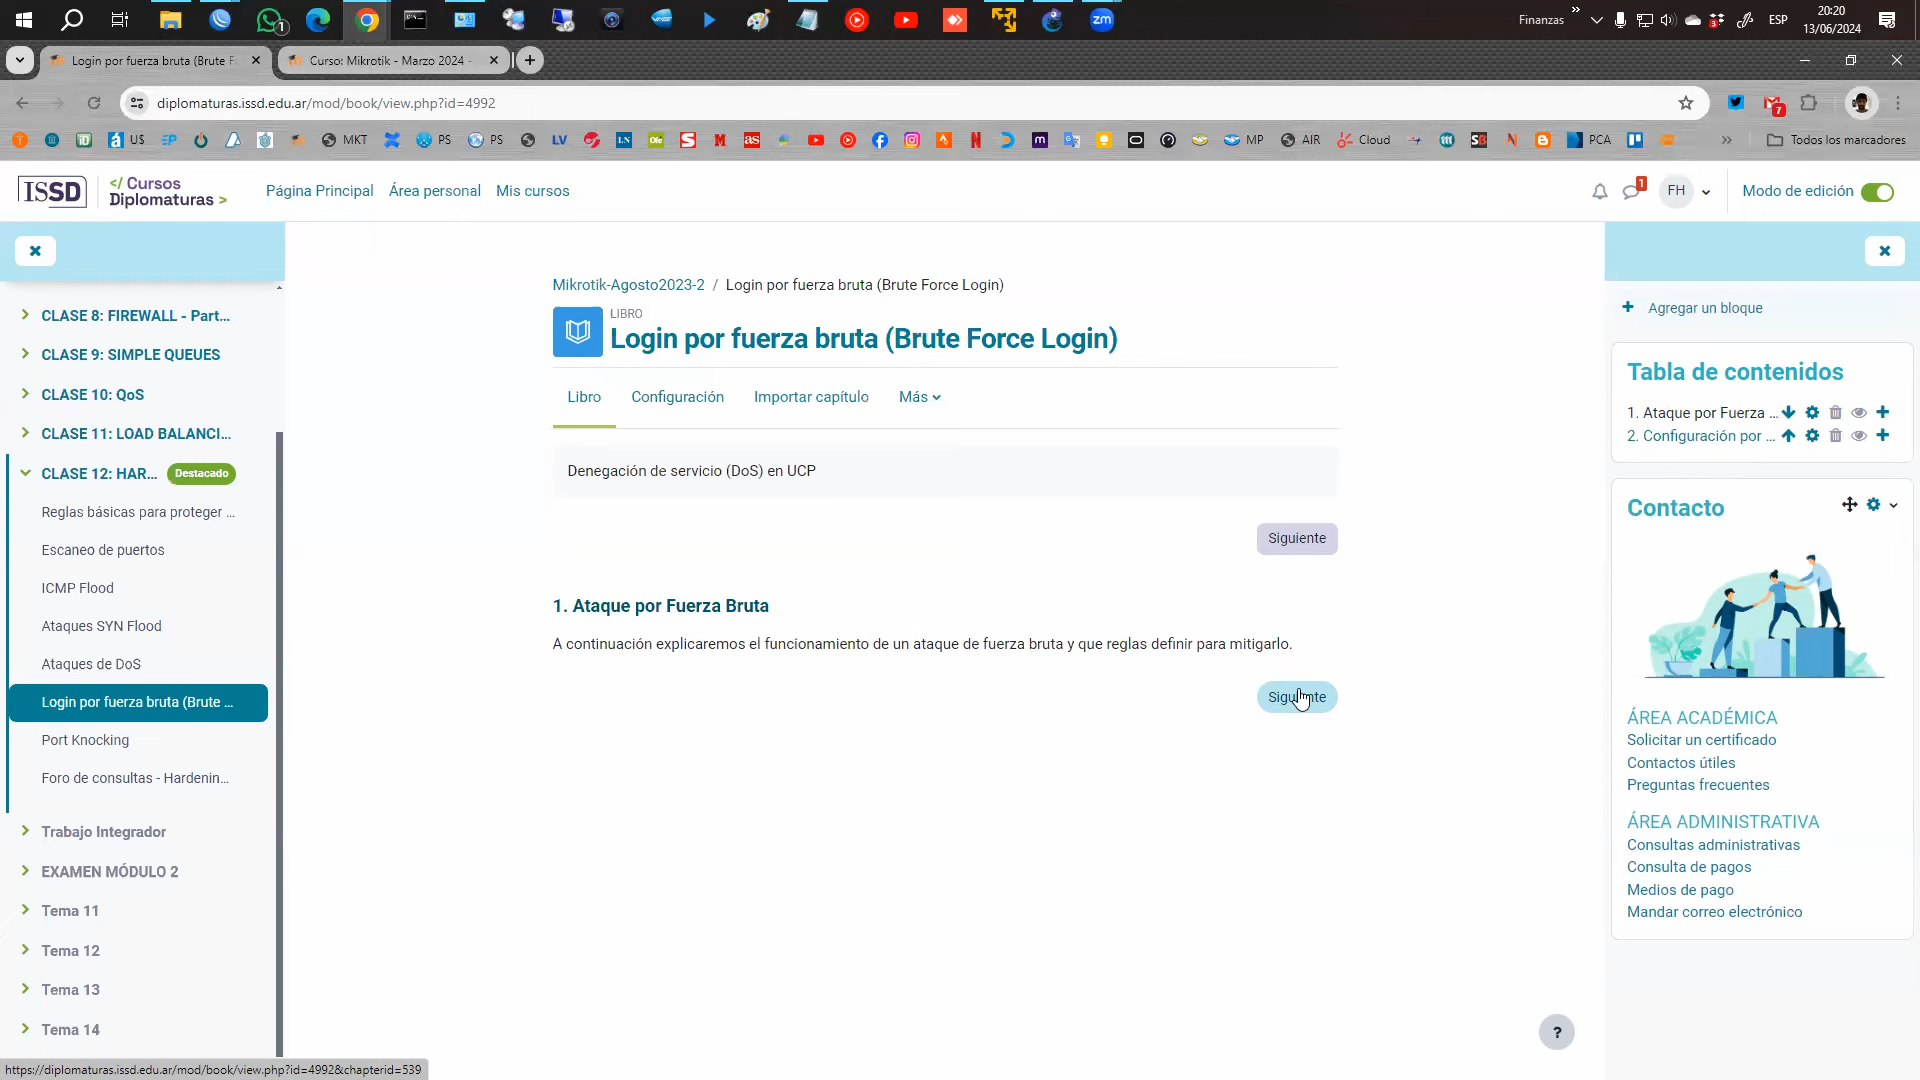 1
Finanzas
ESP
20:20
13/06/2024
zm
Login por fuerza bruta (Brute F
Curso: Mikrotik - Marzo 2024 -
diplomaturas.issd.edu.ar/mod/book/view.php?id=4992
7
U$
MKT
PS
PS
LV
MP
AIR
Cloud
PCA
Todos los marcadores
ISSD
</ Cursos
Diplomaturas >
Página Principal
Área personal
Mis cursos
1
FH
Modo de edición
CLASE 8: FIREWALL - Part...
CLASE 9: SIMPLE QUEUES
CLASE 10: QoS
CLASE 11: LOAD BALANCI...
CLASE 12: HAR...
Destacado
Reglas básicas para proteger ...
Escaneo de puertos
ICMP Flood
Ataques SYN Flood
Ataques de DoS
Login por fuerza bruta (Brute ...
Port Knocking
Foro de consultas - Hardenin...
Trabajo Integrador
EXAMEN MÓDULO 2
Tema 11
Tema 12
Tema 13
Tema 14
Mikrotik-Agosto2023-2 / Login por fuerza bruta (Brute Force Login)
LIBRO
Login por fuerza bruta (Brute Force Login)
Libro
Configuración
Importar capítulo
Más
Denegación de servicio (DoS) en UCP
Siguiente
1. Ataque por Fuerza Bruta
A continuación explicaremos el funcionamiento de un ataque de fuerza bruta y que reglas definir para mitigarlo.
Siguiente
Agregar un bloque
Tabla de contenidos
1. Ataque por Fuerza ...
2. Configuración por ...
Contacto
ÁREA ACADÉMICA
Solicitar un certificado
Contactos útiles
Preguntas frecuentes
ÁREA ADMINISTRATIVA
Consultas administrativas
Consulta de pagos
Medios de pago
Mandar correo electrónico
?
https://diplomaturas.issd.edu.ar/mod/book/view.php?id=4992&chapterid=539